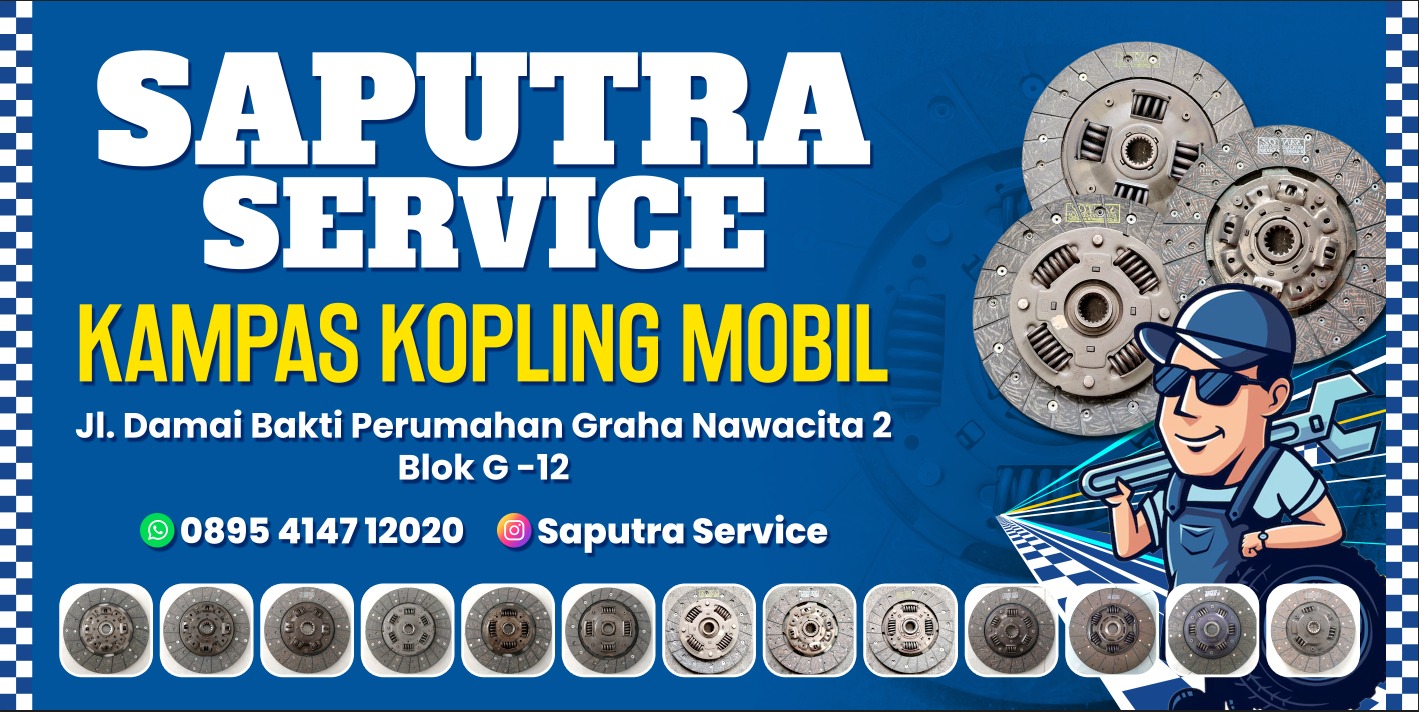 SAPUTRA
SERVICE
KAMPAS KOPLING MOBIL
Jl. Damai Bakti Perumahan Graha Nawacita 2
Blok G -12
0895 4147 12020 Saputra Service